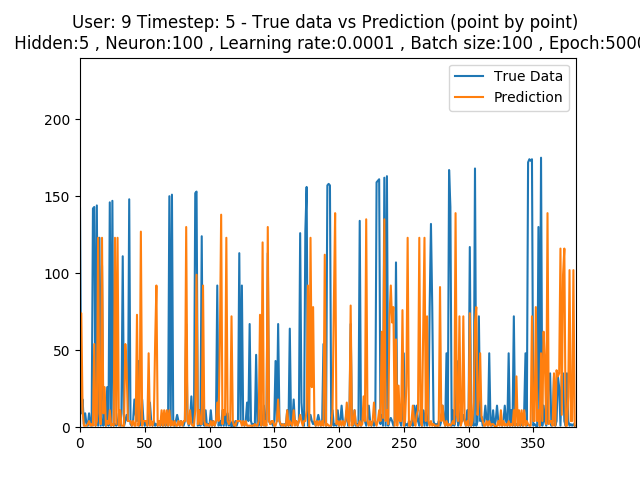 User: 9 Timestep: 5 - True data vs Prediction (point by point)
Hidden:5 , Neuron:100 , Learning rate:0.0001 , Batch size:100 , Epoch:5000
True Data
Prediction
200
150
100
50
0
0 50 100 150 200 250 300 350